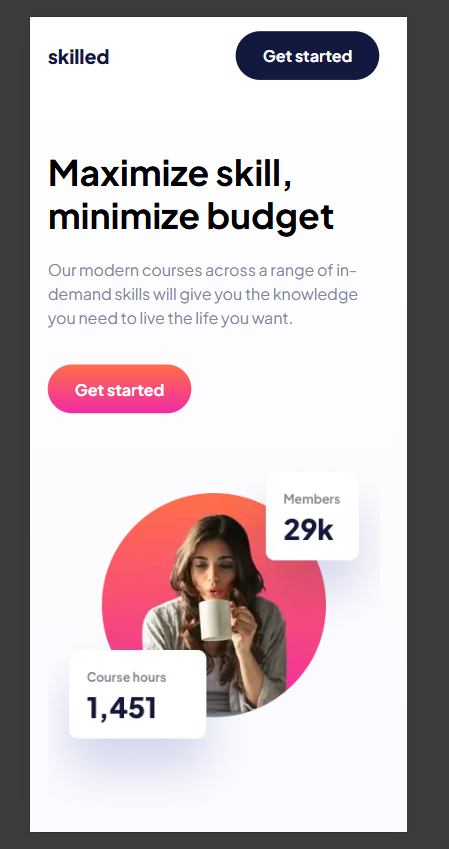 skilled
Get started
Maximize skill,
minimize budget
Our modern courses across a range of in-
demand skills will give you the knowledge
you need to live the life you want.
Get started
Members
29k
Course hours
1,451